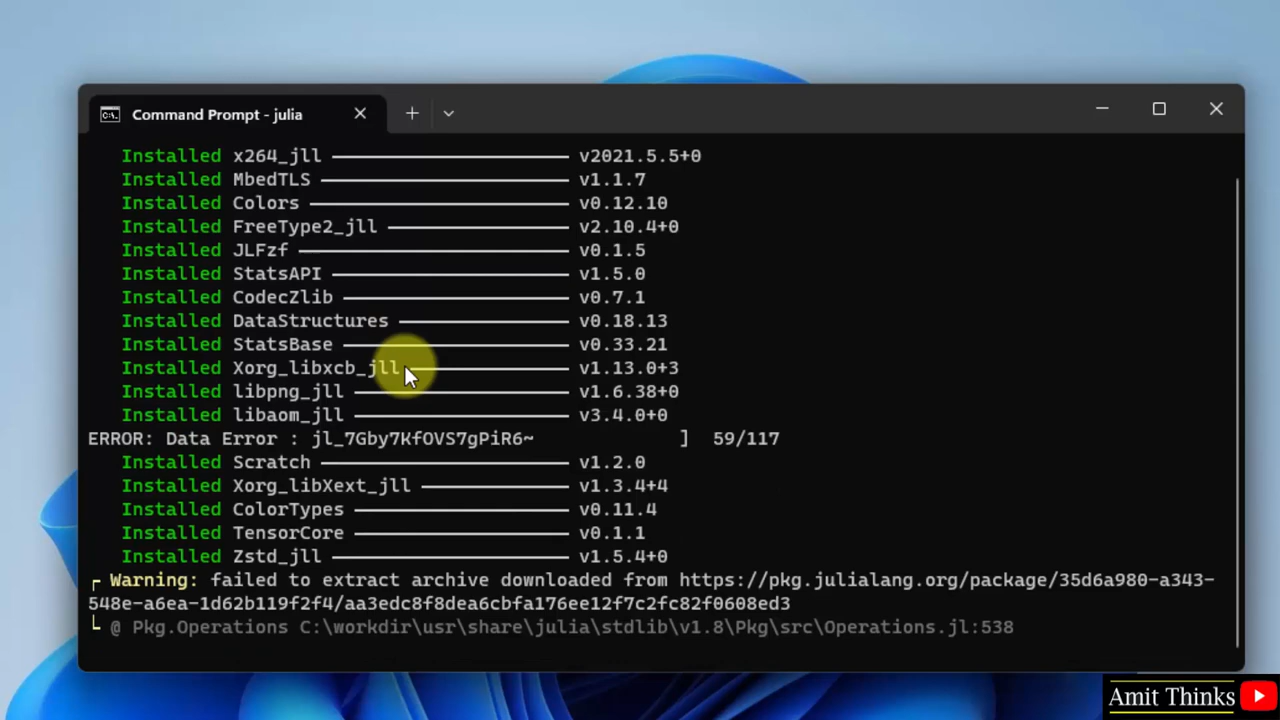 Command Prompt - julia
Installed x264_jll v2021.5.5+0
Installed MbedTLS v1.1.7
Installed Colors v0.12.10
Installed FreeType2_jll v2.10.4+0
Installed JLFzf v0.1.5
Installed StatsAPI v1.5.0
Installed CodecZlib v0.7.1
Installed DataStructures v0.18.13
Installed StatsBase v0.33.21
Installed Xorg_libxcb_jll v1.13.0+3
Installed libpng_jll v1.6.38+0
Installed libaom_jll v3.4.0+0
ERROR: Data Error : jl_7Gby7KfOVS7gPiR6~ ] 59/117
Installed Scratch v1.2.0
Installed Xorg_libXext_jll v1.3.4+4
Installed ColorTypes v0.11.4
Installed TensorCore v0.1.1
Installed Zstd_jll v1.5.4+0
┌ Warning: failed to extract archive downloaded from https://pkg.julialang.org/package/35d6a980-a343-
548e-a6ea-1d62b119f2f4/aa3edc8f8dea6cbfa176ee12f7c2fc82f0608ed3
└ @ Pkg.Operations C:\workdir\usr\share\julia\stdlib\v1.8\Pkg\src\Operations.jl:538
Amit Thinks